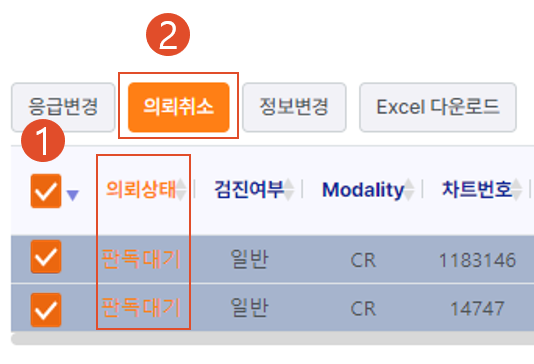 2
응급변경 의뢰취소 정보변경 Excel 다운로드
1
의뢰상태 검진여부 Modality 차트번호
판독대기 일반 CR 1183146
판독대기 일반 CR 14747